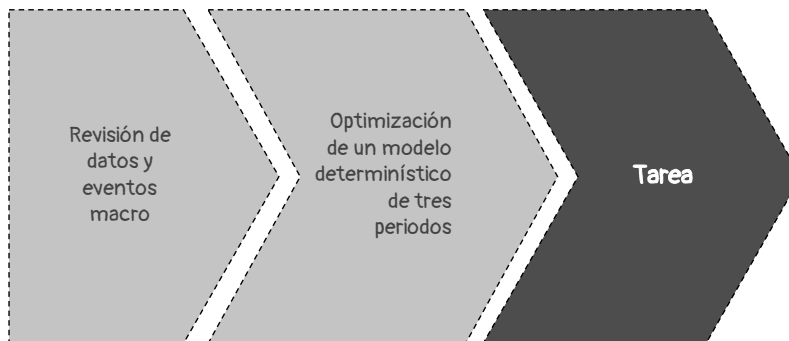 Revisión de
datos y
eventos
macro
Optimización
de un modelo
determinístico
de tres
periodos
Tarea